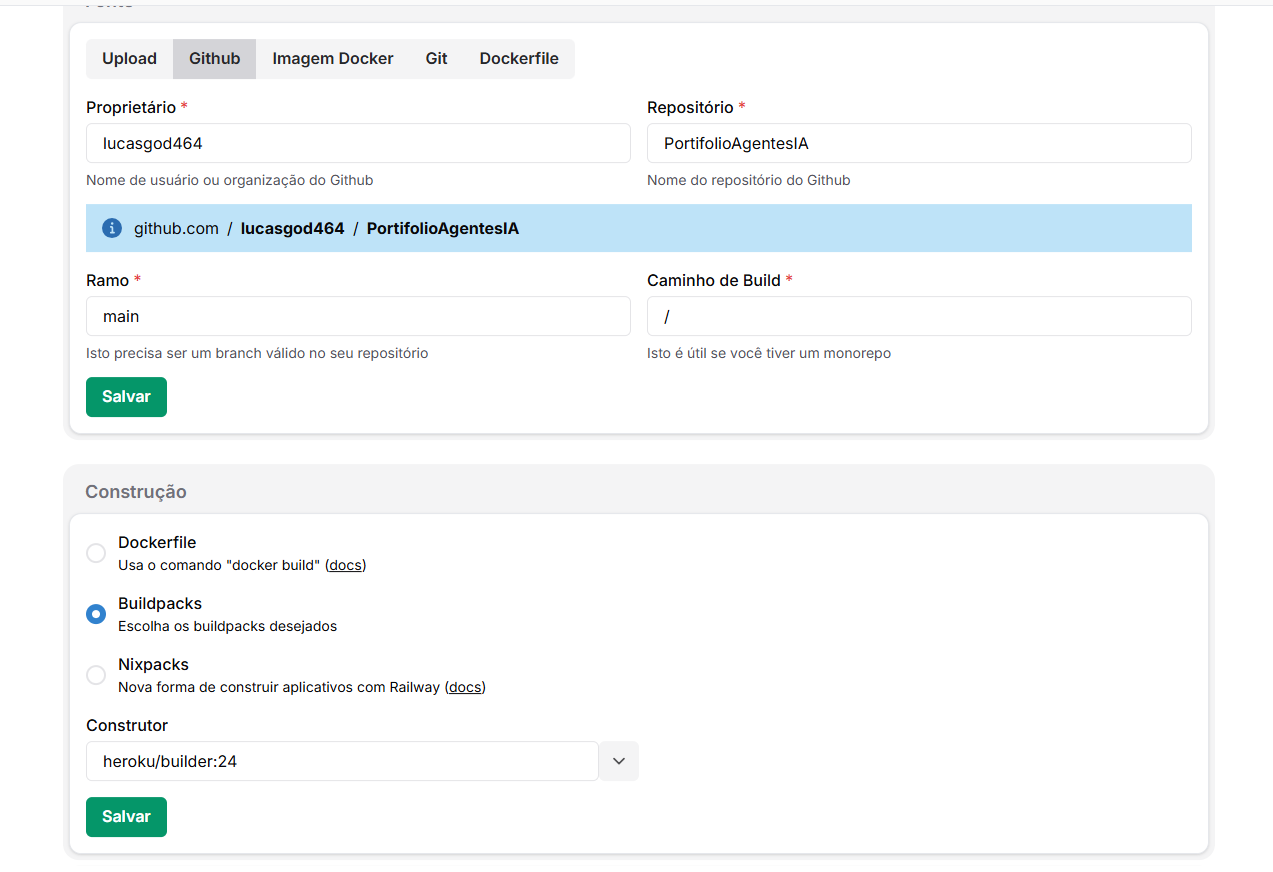 Upload Github Imagem Docker Git Dockerfile
Proprietário * Repositório *
lucasgod464 PortifolioAgentesIA
Nome de usuário ou organização do Github Nome do repositório do Github
github.com / lucasgod464 / PortifolioAgentesIA
Ramo * Caminho de Build *
main /
Isto precisa ser um branch válido no seu repositório Isto é útil se você tiver um monorepo
Salvar
Construção
Dockerfile
Usa o comando "docker build" (docs)
Buildpacks
Escolha os buildpacks desejados
Nixpacks
Nova forma de construir aplicativos com Railway (docs)
Construtor
heroku/builder:24
Salvar